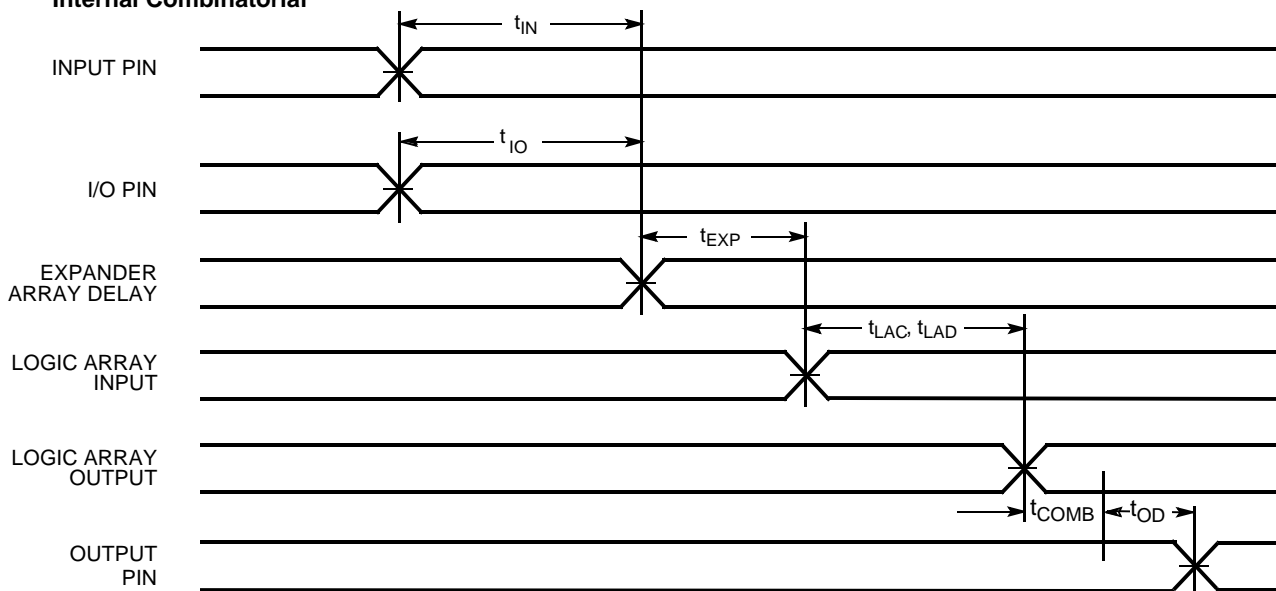 Internal Combinatorial
tIN
INPUT PIN
tIO
I/O PIN
tEXP
EXPANDER
ARRAY DELAY
tLAC, tLAD
LOGIC ARRAY
INPUT
LOGIC ARRAY
OUTPUT
tCOMB
tOD
OUTPUT
PIN